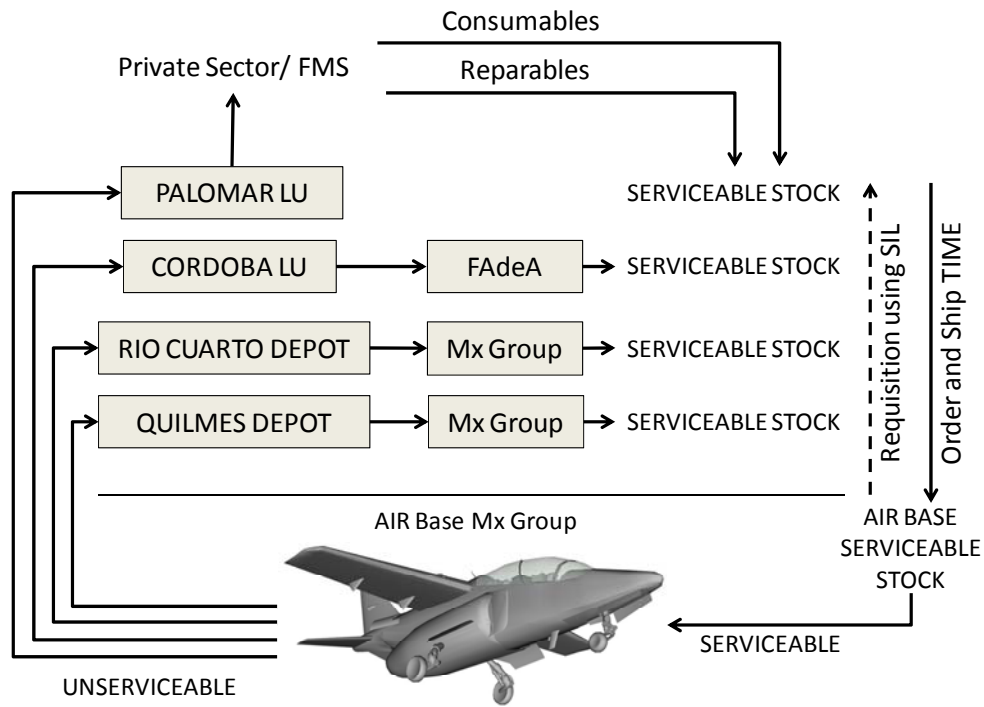 Consumables
Private Sector/ FMS
Reparables
PALOMAR LU
SERVICEABLE STOCK
CORDOBA LU
FAdeA
SERVICEABLE STOCK
RIO CUARTO DEPOT
Mx Group
SERVICEABLE STOCK
QUILMES DEPOT
Mx Group
SERVICEABLE STOCK
Requisition using SIL
Order and Ship TIME
AIR Base Mx Group
AIR BASE
SERVICEABLE
STOCK
SERVICEABLE
UNSERVICEABLE